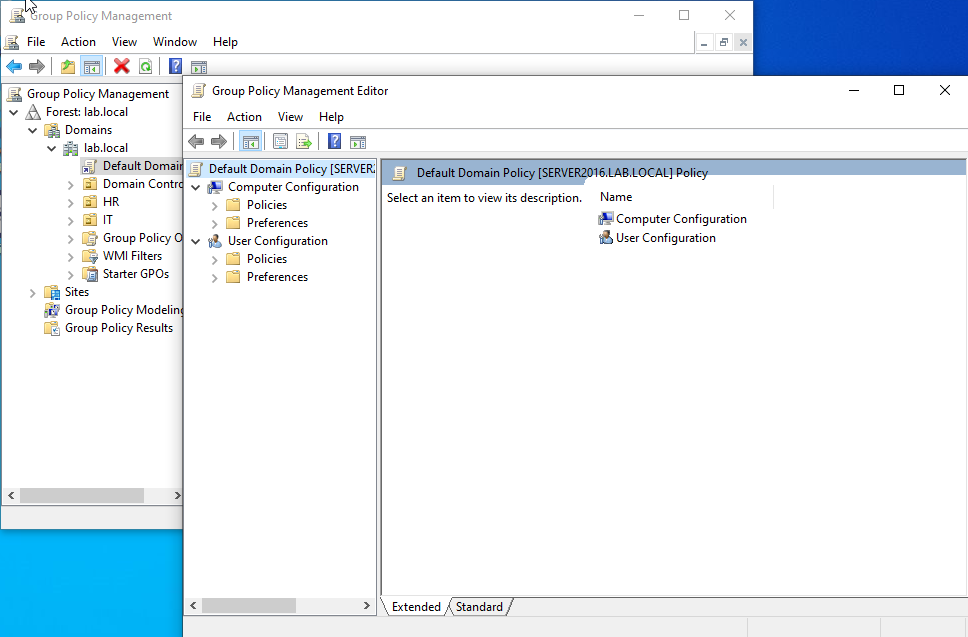 Group Policy Management
File Action View Window Help
Group Policy Management
Forest: lab.local
Domains
lab.local
Default Domain
Domain Contro
HR
IT
Group Policy O
WMI Filters
Starter GPOs
Sites
Group Policy Modeling
Group Policy Results
Group Policy Management Editor
File Action View Help
Default Domain Policy [SERVER2
Computer Configuration
Policies
Preferences
User Configuration
Policies
Preferences
Default Domain Policy [SERVER2016.LAB.LOCAL] Policy
Select an item to view its description.
Name
Computer Configuration
User Configuration
Extended Standard